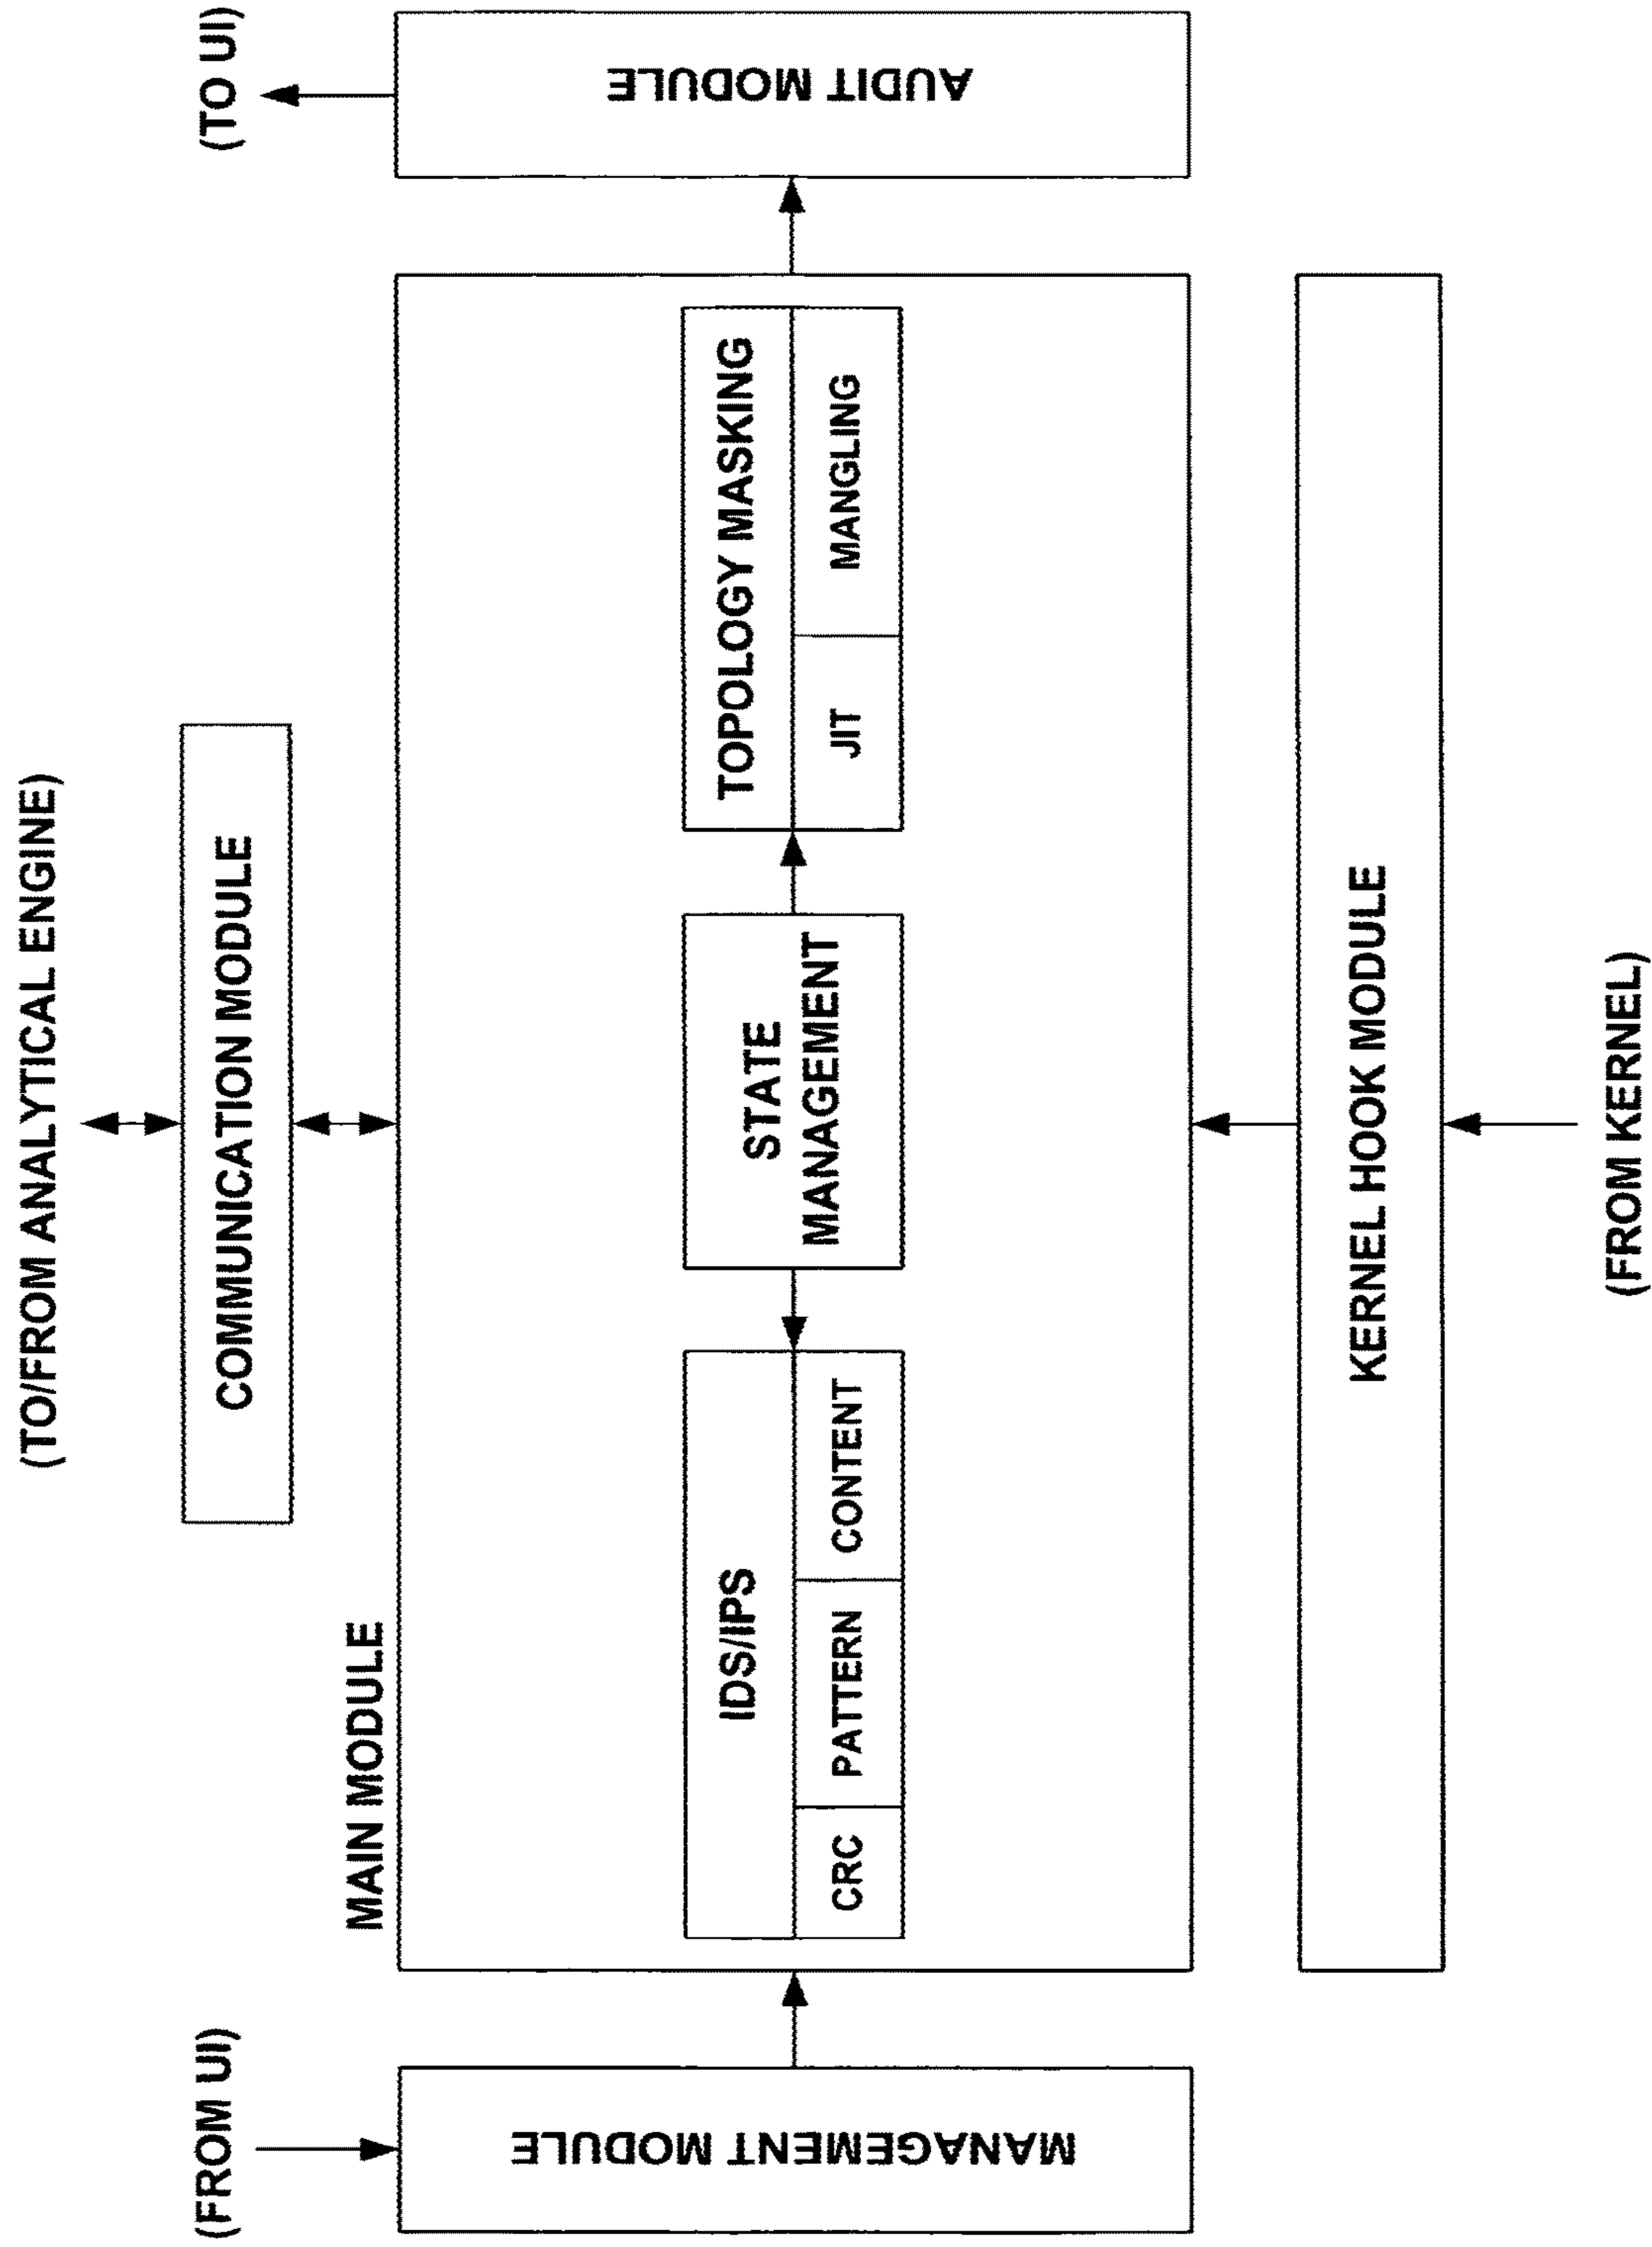 (TO/FROM ANALYTICAL ENGINE)
COMMUNICATION MODULE
(FROM UI)
MAIN MODULE
(TO UI)
MANAGEMENT MODULE
IDS/IPS
CRC
PATTERN
CONTENT
STATE
MANAGEMENT
TOPOLOGY MASKING
JIT
MANGLING
AUDIT MODULE
KERNEL HOOK MODULE
(FROM KERNEL)